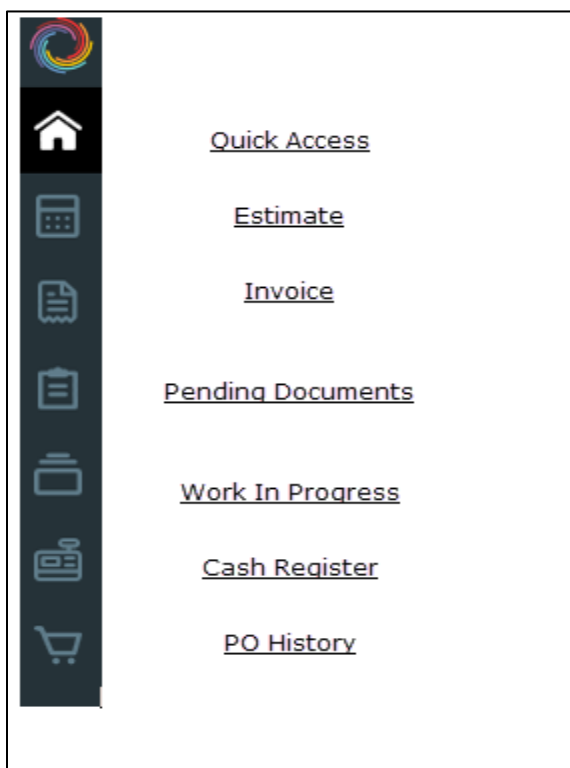 Quick Access
Estimate
Invoice
Pending Documents
Work In Progress
Cash Register
PO History